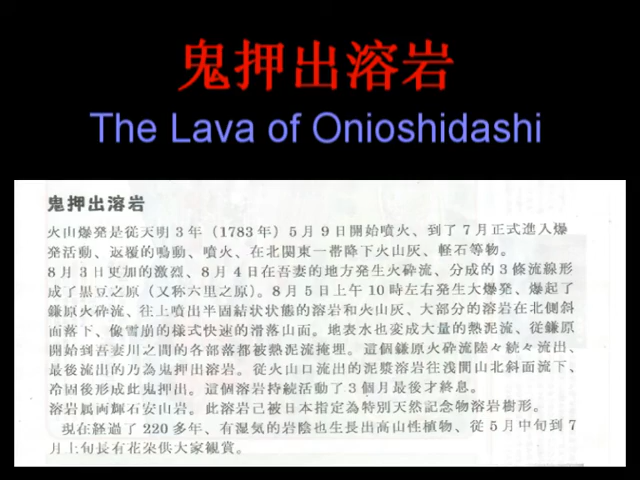 鬼押出溶岩
The Lava of Onioshidashi
鬼押出溶岩
火山爆発是從天明3年（1783年）5月9日開始噴火、到了7月正式進入爆
発活動、返覆的鳴動、噴火、在北関東一帯降下火山灰、軽石等物。
8月3日更加的激烈、8月4日在吾妻的地方発生火砕流、分成的3條流線形
成了黒豆之原（又称六里之原）。8月5日上午10時左右発生大爆発、爆起了
鎌原火砕流、往上噴出半固結状状態的溶岩和火山灰、大部分的溶岩在北側斜
面落下、像雪崩的様式快速的滑落山面。地表水也変成大量的熱泥流、從鎌原
開始到吾妻川之間的各部落都被熱泥流掩埋。這個鎌原火砕流陸々続々流出、
最後流出的乃為鬼押出溶岩。從火山口流出的泥漿溶岩往浅間山北斜面流下、
冷固後形成此鬼押出。這個溶岩持続活動了3個月最後才終息。
溶岩属両輝石安山岩。此溶岩己被日本指定為特別天然記念物溶岩樹形。
現在経過了220多年、有湿気的岩陰也生長出高山性植物、從5月中旬到7
月上旬長有花朶供大家観賞。